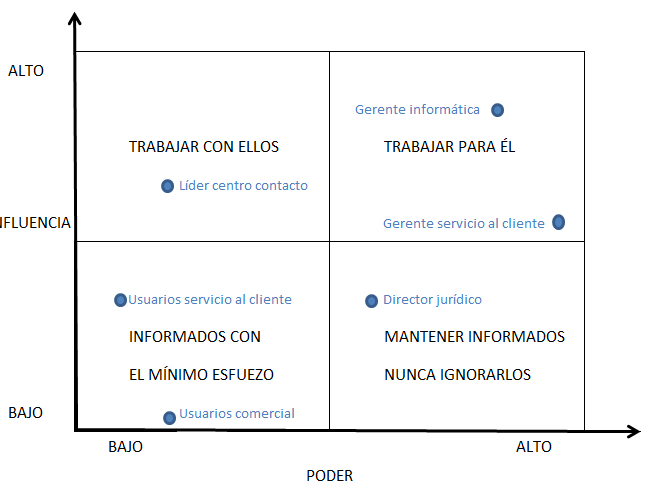 ALTO
Gerente informática
TRABAJAR CON ELLOS
TRABAJAR PARA ÉL
Líder centro contacto
NFLUENCIA
Gerente servicio al cliente
Usuarios servicio al cliente
Director jurídico
INFORMADOS CON
MANTENER INFORMADOS
EL MÍNIMO ESFUEZO
NUNCA IGNORARLOS
BAJO
Usuarios comercial
BAJO
ALTO
PODER